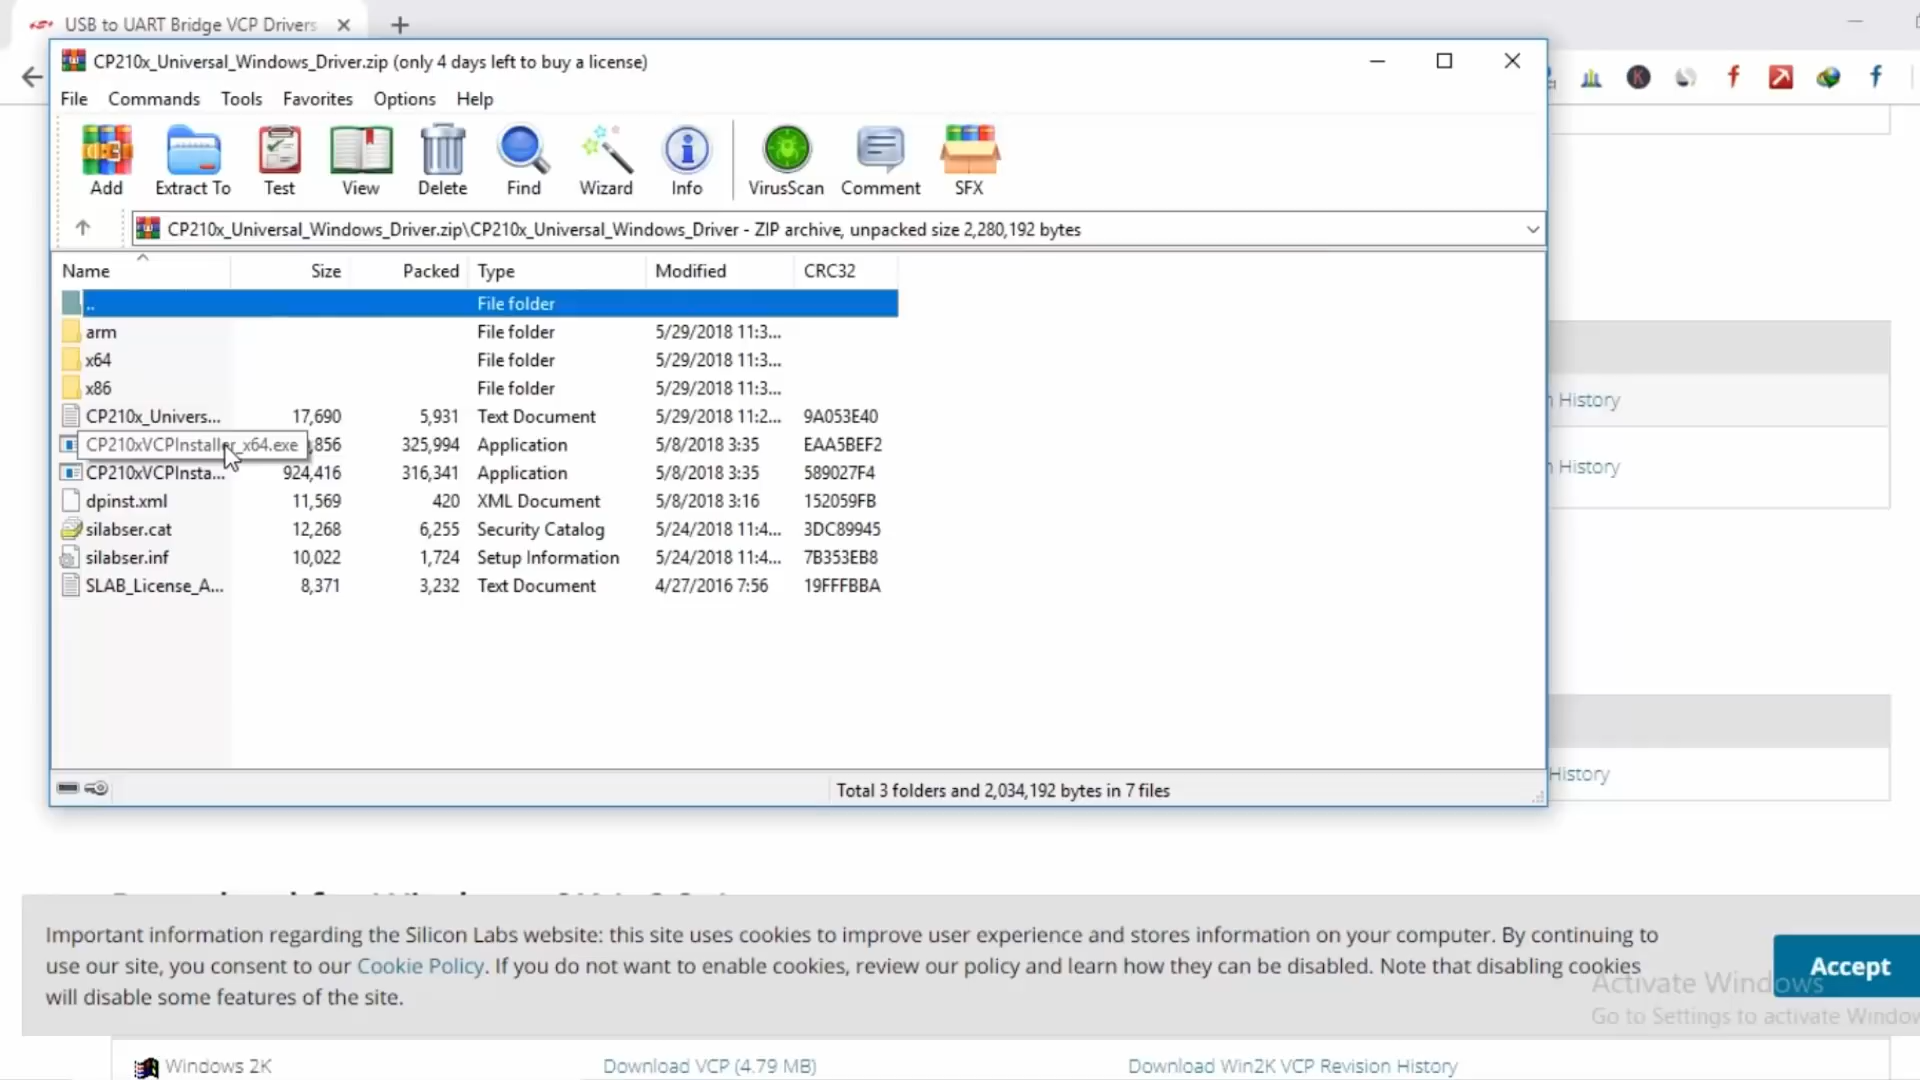 USB to UART Bridge VCP Drivers
CP210x_Universal_Windows_Driver.zip (only 4 days left to buy a license)
File Commands Tools Favorites Options Help
Add Extract To Test View Delete Find Wizard Info VirusScan Comment SFX
CP210x_Universal_Windows_Driver.zip\CP210x_Universal_Windows_Driver - ZIP archive, unpacked size 2,280,192 bytes
Name Size Packed Type Modified CRC32
.. File folder
arm File folder 5/29/2018 11:3...
x64 File folder 5/29/2018 11:3...
x86 File folder 5/29/2018 11:3...
CP210x_Univers... 17,690 5,931 Text Document 5/29/2018 11:2... 9A053E40
CP210xVCPInstaller_x64.exe ,856 325,994 Application 5/8/2018 3:35 EAA5BEF2
CP210xVCPInsta... 924,416 316,341 Application 5/8/2018 3:35 589027F4
dpinst.xml 11,569 420 XML Document 5/8/2018 3:16 152059FB
silabser.cat 12,268 6,255 Security Catalog 5/24/2018 11:4... 3DC89945
silabser.inf 10,022 1,724 Setup Information 5/24/2018 11:4... 7B353EB8
SLAB_License_A... 8,371 3,232 Text Document 4/27/2016 7:56 19FFFBBA
Total 3 folders and 2,034,192 bytes in 7 files
History
History
History
Important information regarding the Silicon Labs website: this site uses cookies to improve user experience and stores information on your computer. By continuing to
use our site, you consent to our Cookie Policy. If you do not want to enable cookies, review our policy and learn how they can be disabled. Note that disabling cookies
will disable some features of the site.
Accept
Activate Windows
Go to Settings to activate Window
Windows 2K Download VCP (4.79 MB) Download Win2K VCP Revision History